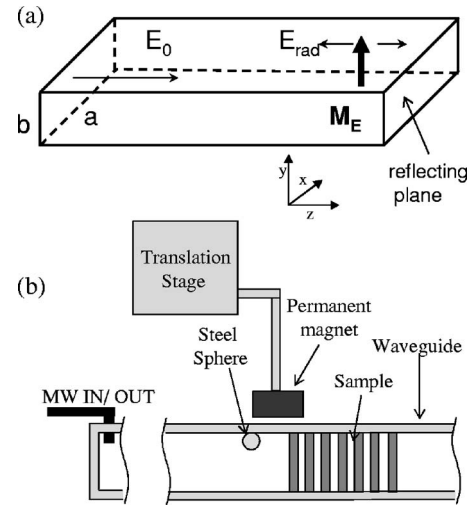 (a)
E0
Erad
b
a
ME
y
x
z
reflecting
plane
Translation
Stage
(b)
Permanent
magnet
Steel
Sphere
Waveguide
MW IN/ OUT
Sample